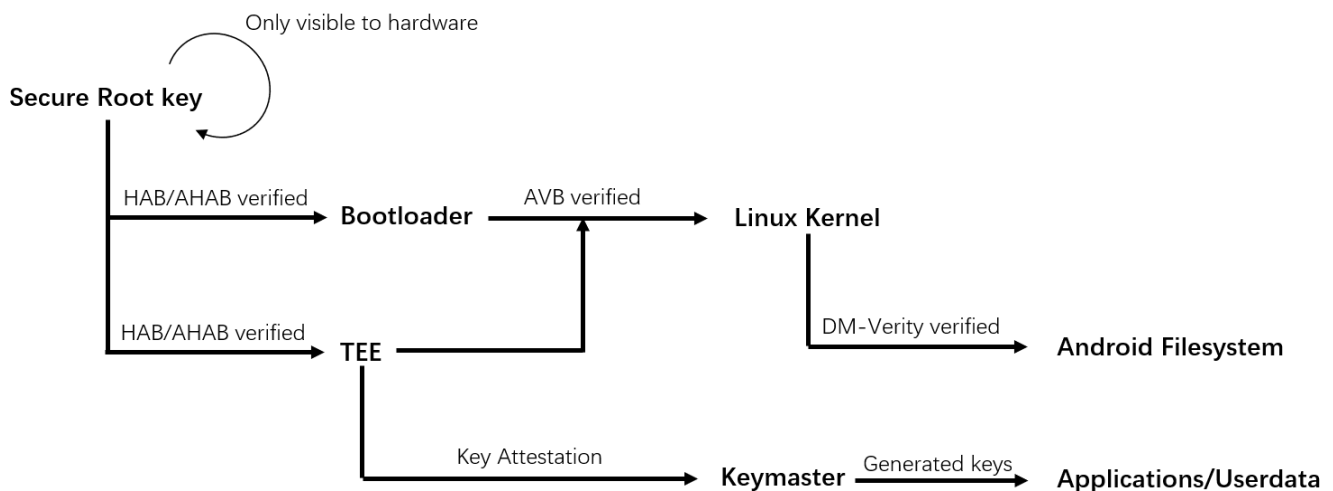 Only visible to hardware
Secure Root key
HAB/AHAB verified
Bootloader
AVB verified
Linux Kernel
HAB/AHAB verified
TEE
DM-Verity verified
Android Filesystem
Key Attestation
Keymaster
Generated keys
Applications/Userdata